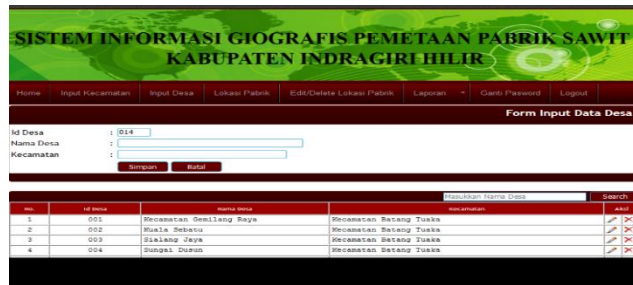 SISTEM INFORMASI GIOGRAFIS PEMETAAN PABRIK SAWIT
KABUPATEN INDRAGIRI HILIR
Home Input Kecamatan Input Desa Lokasi Pabrik Edit/Delete Lokasi Pabrik Laporan Ganti Pasword Logout
Form Input Data Desa
Id Desa : 014
Nama Desa :
Kecamatan :
Simpan Batal
Masukkan Nama Desa Search
No. Id Desa Nama Desa Kecamatan Aksi
1 001 Kecamatan Gemilang Raya Kecamatan Batang Tuaka
2 002 Kuala Sebatu Kecamatan Batang Tuaka
3 003 Sialang Jaya Kecamatan Batang Tuaka
4 004 Sungai Dusun Kecamatan Batang Tuaka